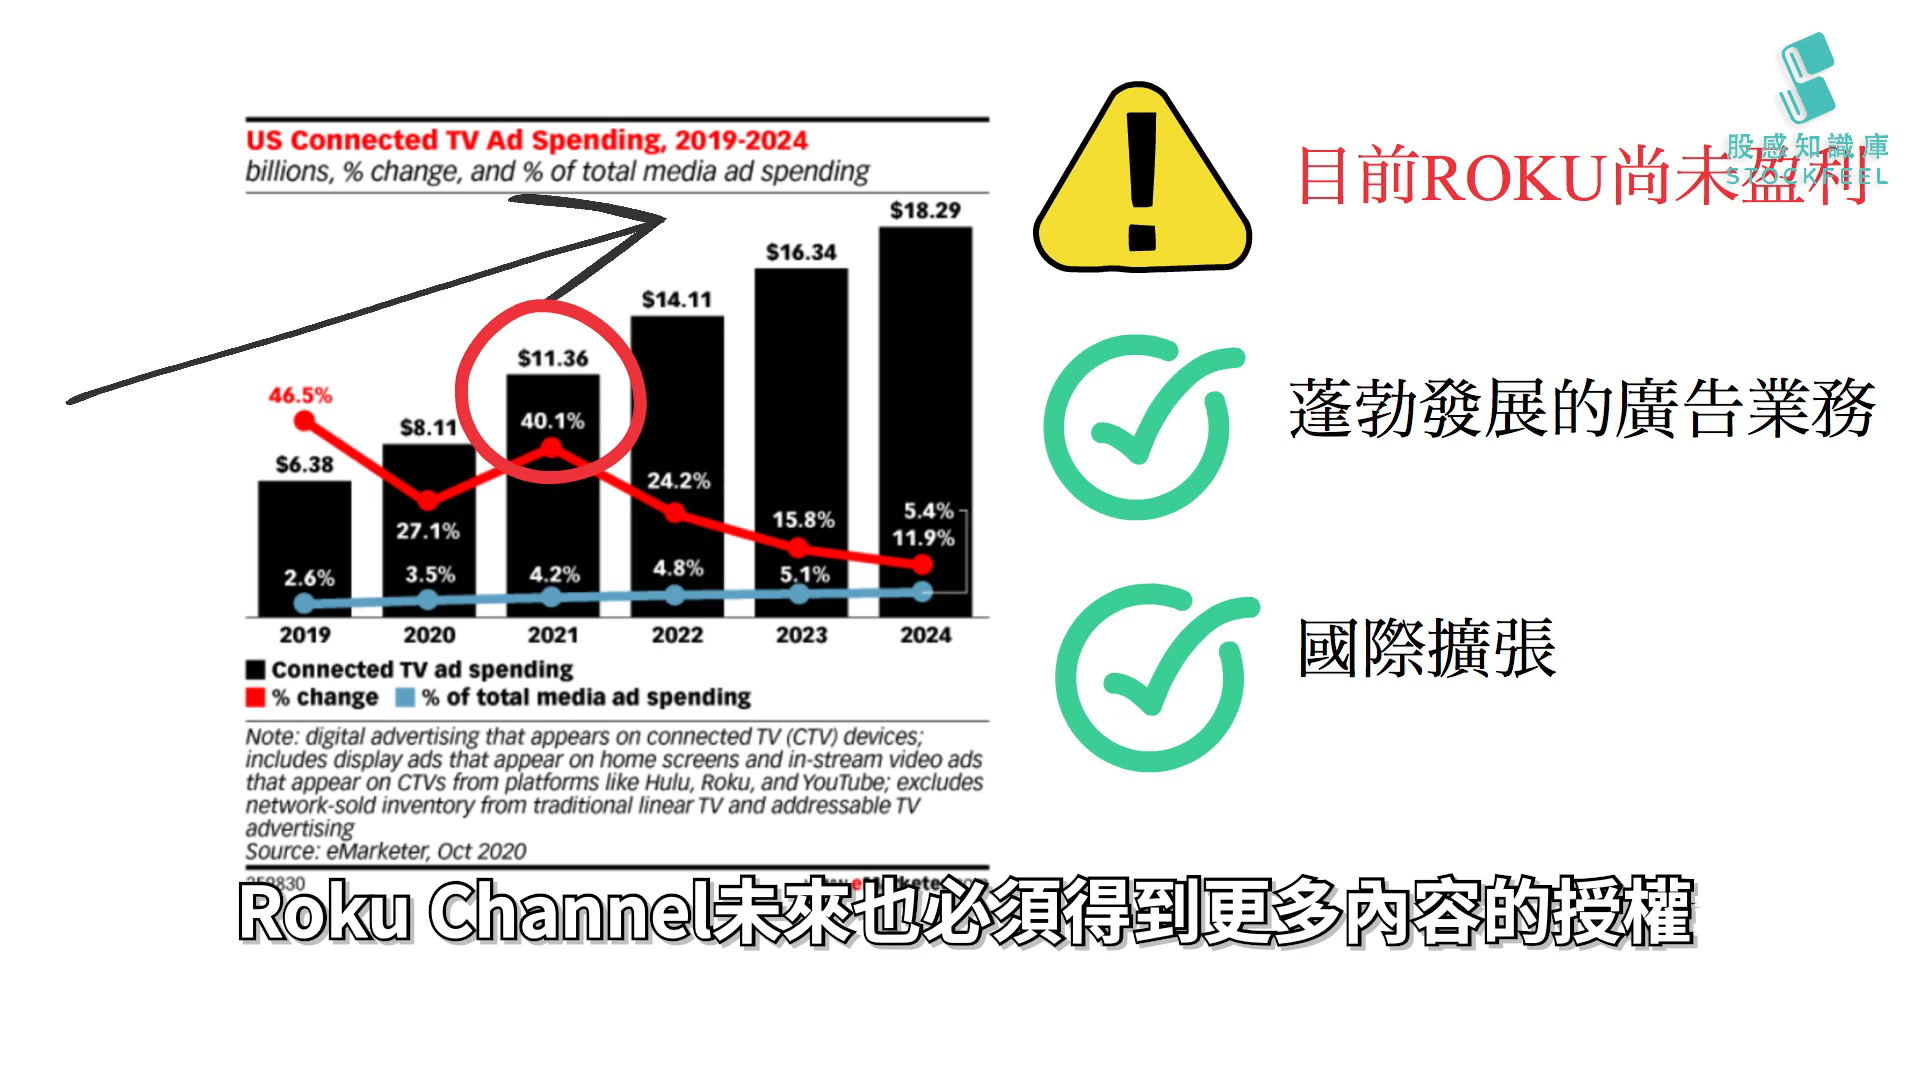 US Connected TV Ad Spending, 2019-2024
billions, % change, and % of total media ad spending
$18.29
$16.34
$14.11
$11.36
46.5%
40.1%
$8.11
$6.38
24.2%
27.1%
15.8%
5.4%
11.9%
2.6%
3.5%
4.2%
4.8%
5.1%
2019 2020 2021 2022 2023 2024
Connected TV ad spending
% change % of total media ad spending
Note: digital advertising that appears on connected TV (CTV) devices;
includes display ads that appear on home screens and in-stream video ads
that appear on CTVs from platforms like Hulu, Roku, and YouTube; excludes
network-sold inventory from traditional linear TV and addressable TV
advertising
Source: eMarketer, Oct 2020
股感知識庫
STOCKFEEL
目前ROKU尚未盈利
蓬勃發展的廣告業務
國際擴張
Roku Channel未來也必須得到更多內容的授權